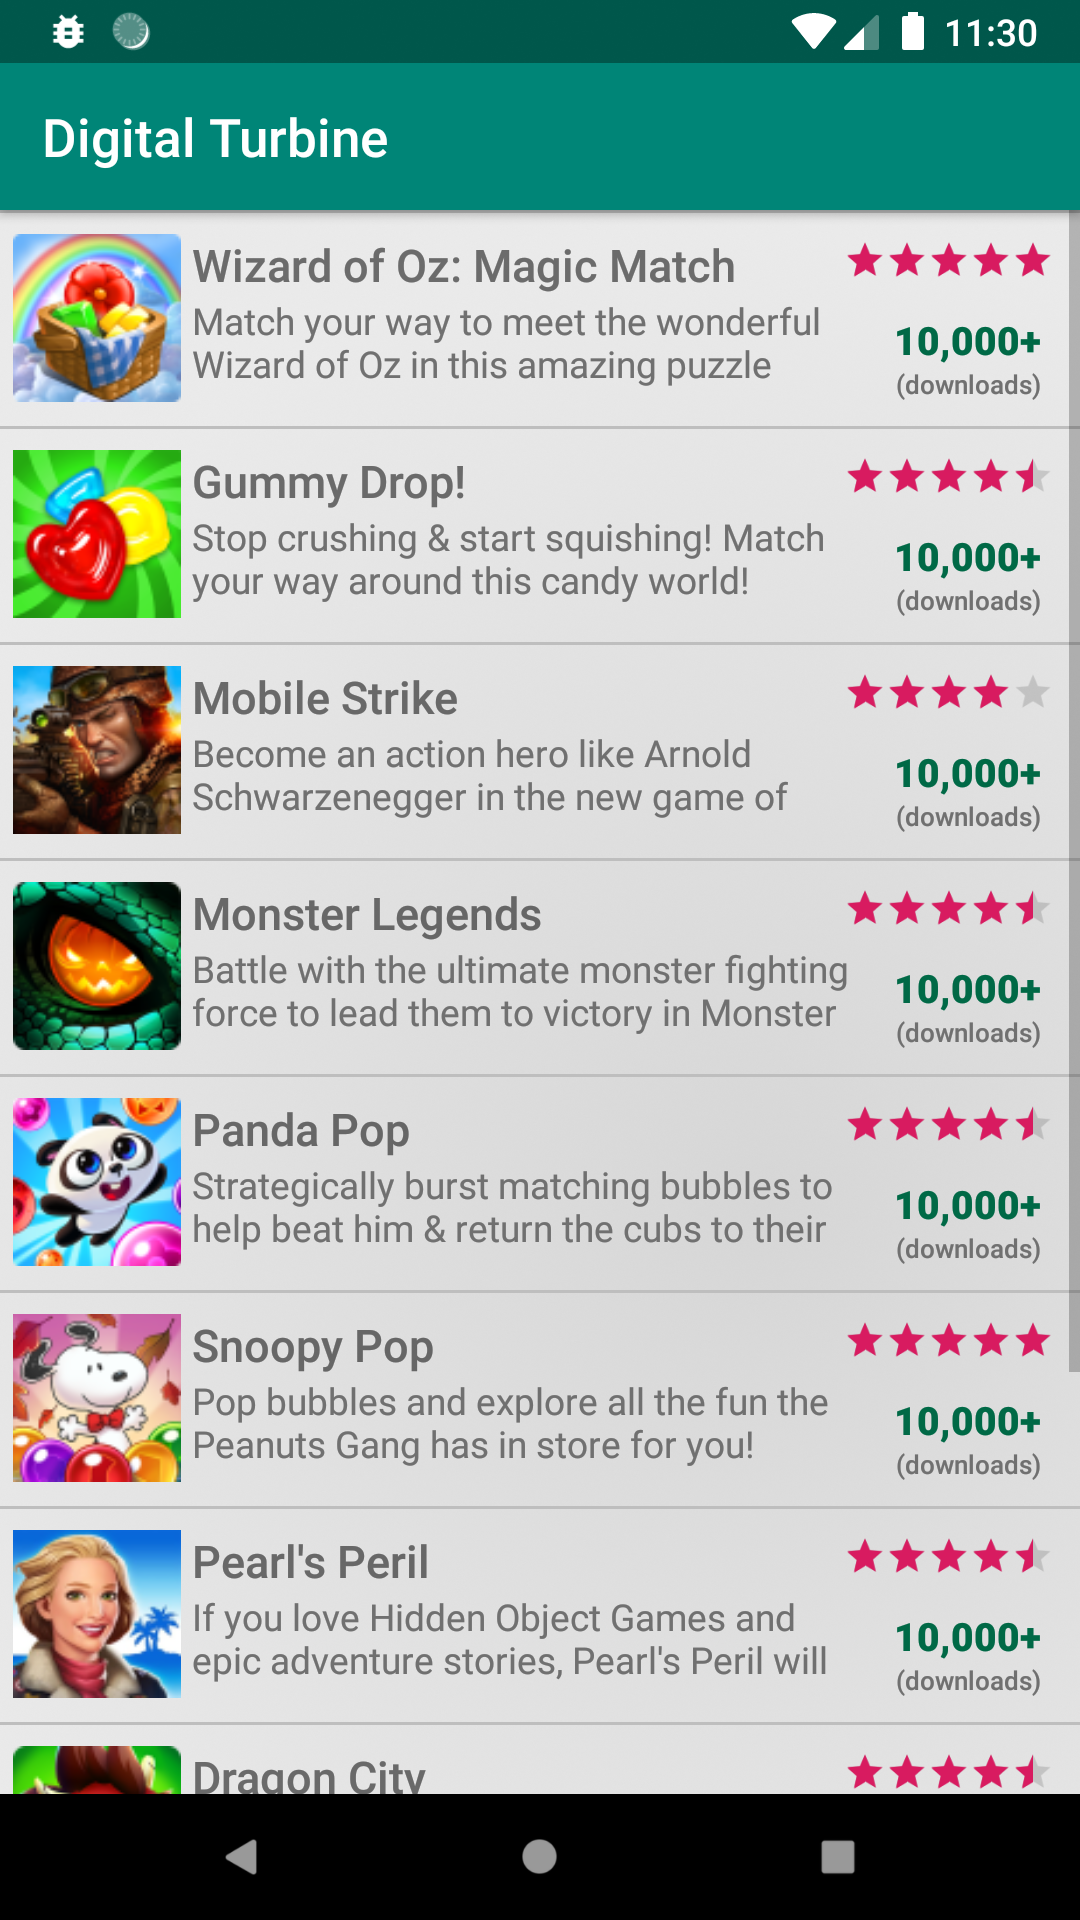 11:30
Digital Turbine
Wizard of Oz: Magic Match
Match your way to meet the wonderful
Wizard of Oz in this amazing puzzle
10,000+
(downloads)
Gummy Drop!
Stop crushing & start squishing! Match
your way around this candy world!
10,000+
(downloads)
Mobile Strike
Become an action hero like Arnold
Schwarzenegger in the new game of
10,000+
(downloads)
Monster Legends
Battle with the ultimate monster fighting
force to lead them to victory in Monster
10,000+
(downloads)
Panda Pop
Strategically burst matching bubbles to
help beat him & return the cubs to their
10,000+
(downloads)
Snoopy Pop
Pop bubbles and explore all the fun the
Peanuts Gang has in store for you!
10,000+
(downloads)
Pearl's Peril
If you love Hidden Object Games and
epic adventure stories, Pearl's Peril will
10,000+
(downloads)
Dragon City